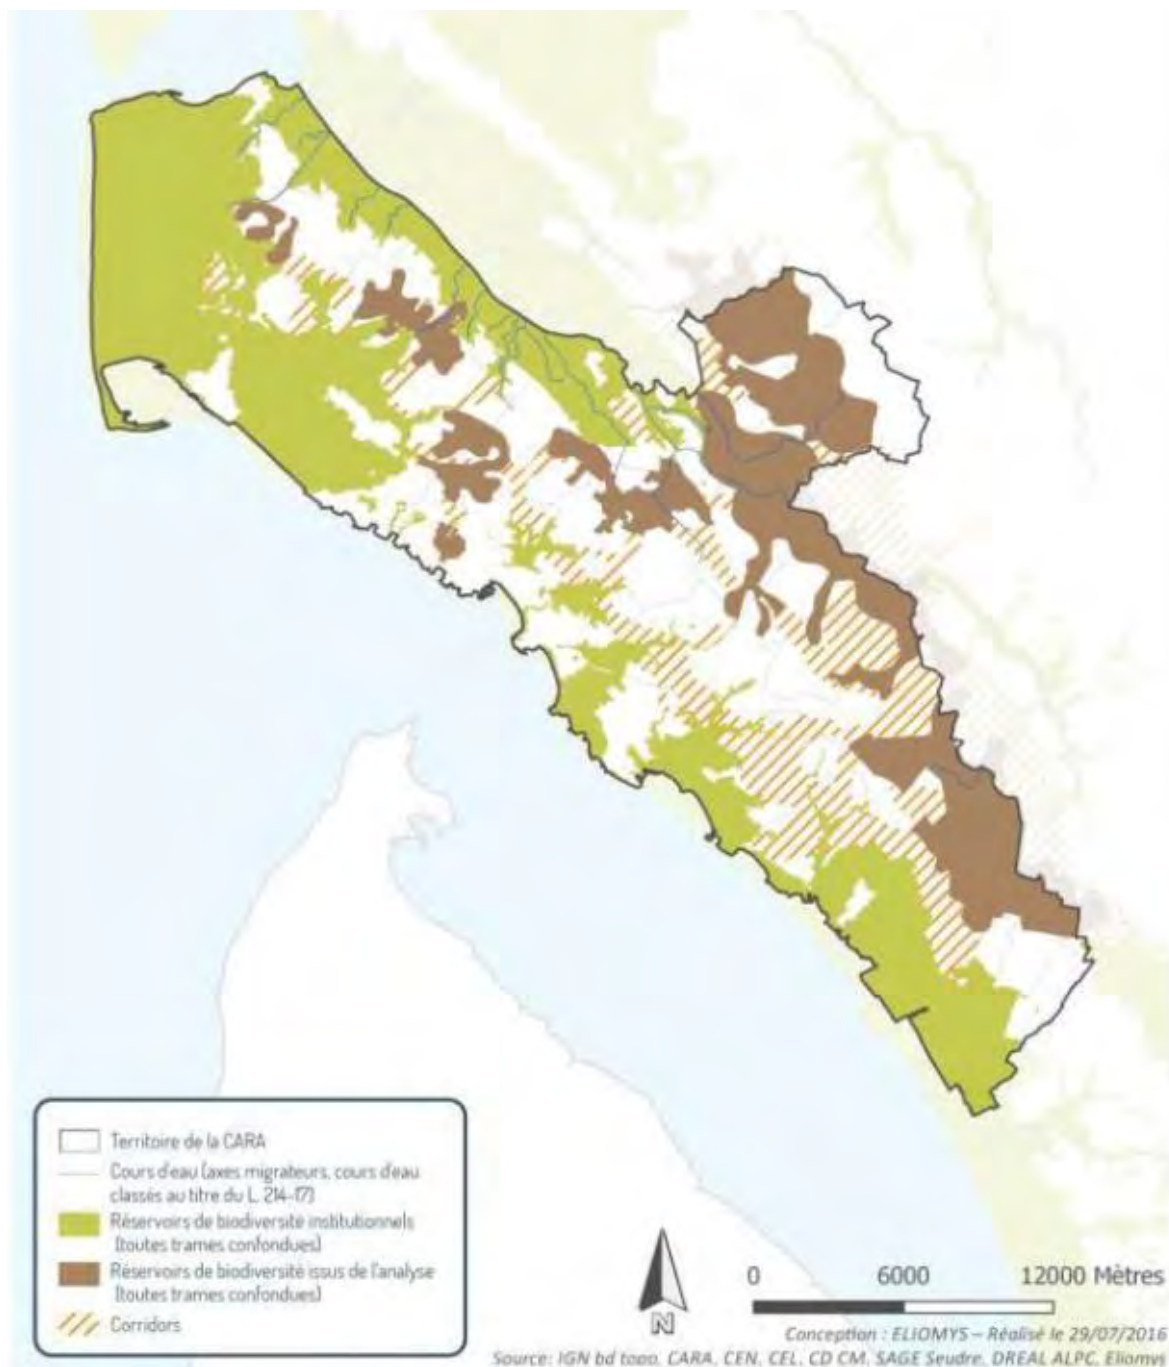 Territoire de la CARA
Cours d'eau (axes migrateurs, cours d'eau
classés au titre du L. 214-17)
Réservoirs de biodiversité institutionnels
(toutes trames confondues)
Réservoirs de biodiversité issus de l'analyse
(toutes trames confondues)
Corridors
N
0 6000 12000 Mètres
Conception : ELIOMYS – Réalisé le 29/07/2016
Source: IGN bd topo, CARA, CEN, CEL, CD CM, SAGE Seudre, DREAL ALPC, Eliomys